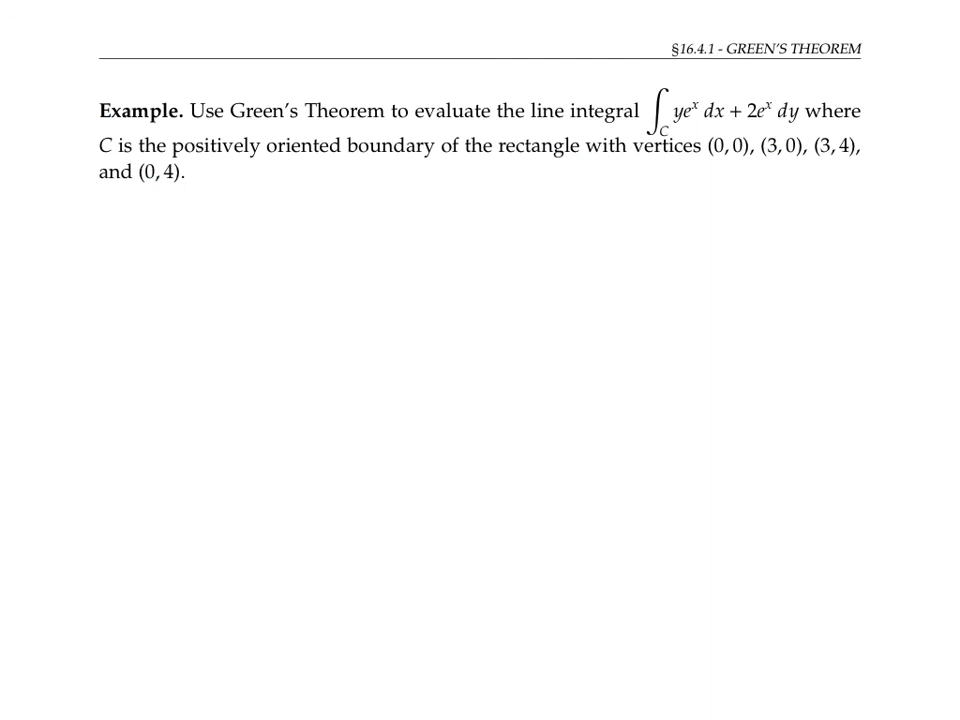 §16.4.1 - GREEN'S THEOREM
Example. Use Green's Theorem to evaluate the line integral ∫_C ye^x dx + 2e^x dy where
C is the positively oriented boundary of the rectangle with vertices (0, 0), (3, 0), (3, 4),
and (0, 4).